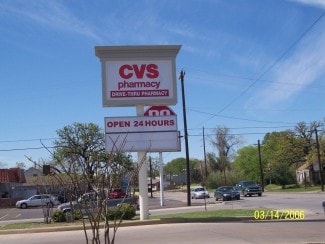 CVS
pharmacy
DRIVE-THRU PHARMACY
OPEN 24 HOURS
03/14/2006